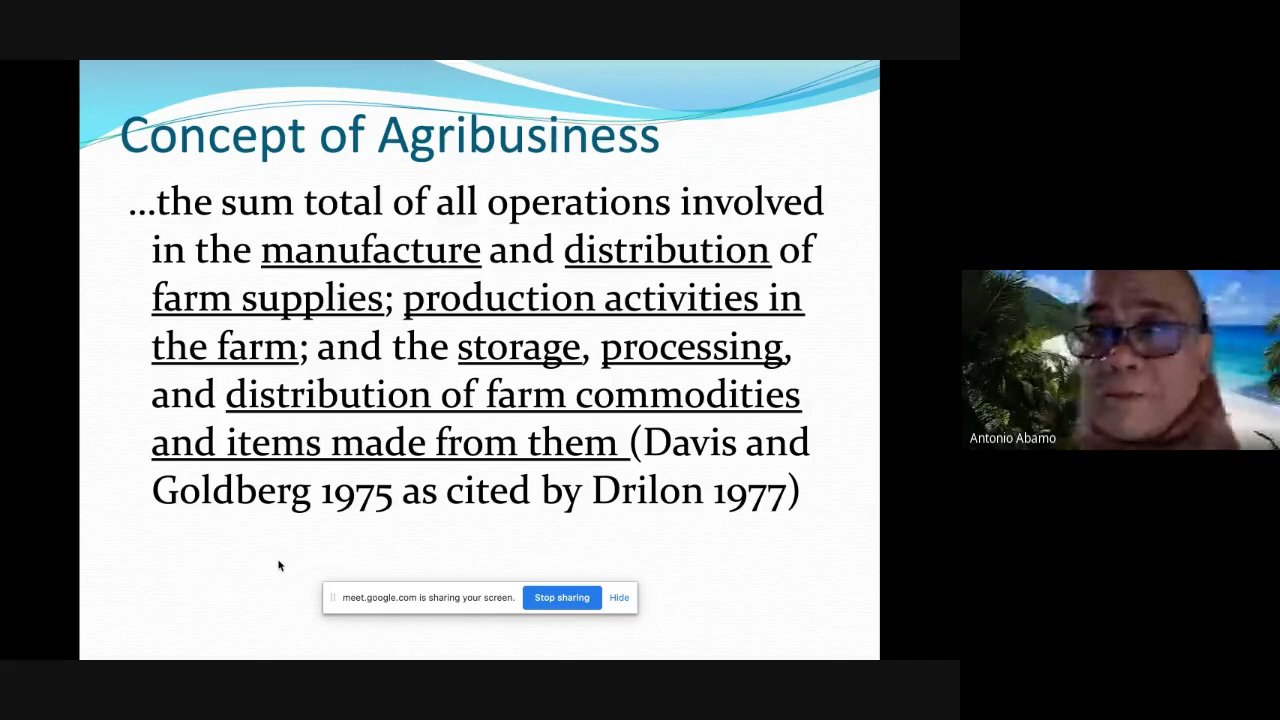 Concept of Agribusiness
...the sum total of all operations involved
in the manufacture and distribution of
farm supplies; production activities in
the farm; and the storage, processing,
and distribution of farm commodities
and items made from them (Davis and
Goldberg 1975 as cited by Drilon 1977)
meet.google.com is sharing your screen. Stop sharing Hide
Antonio Abamo